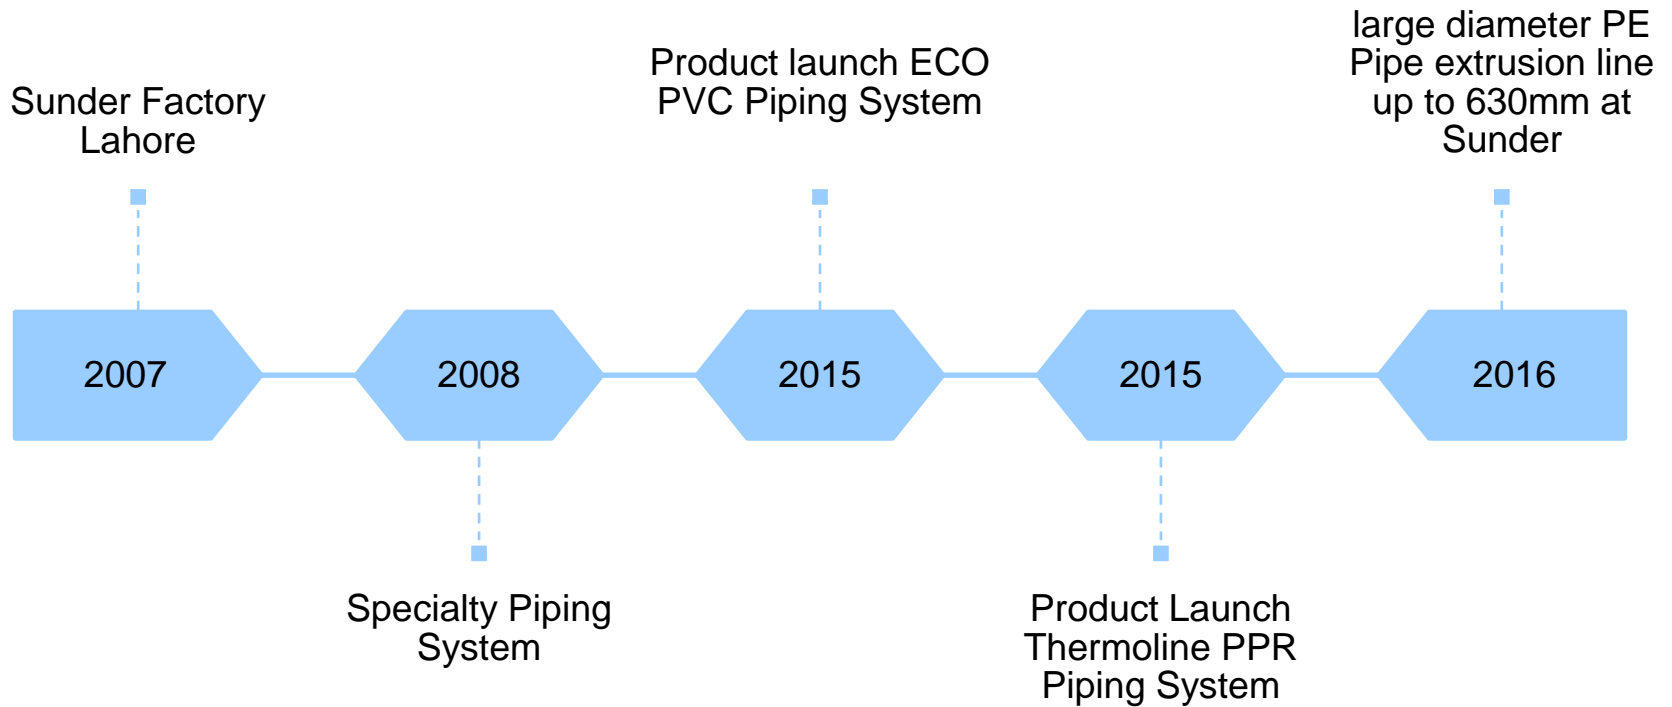 Sunder Factory
Lahore
Product launch ECO
PVC Piping System
large diameter PE
Pipe extrusion line
up to 630mm at
Sunder
2007
2008
2015
2015
2016
Specialty Piping
System
Product Launch
Thermoline PPR
Piping System